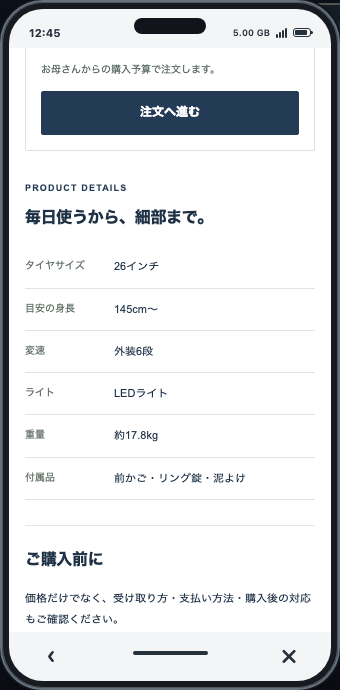 12:45
5.00 GB
お母さんからの購入予算で注文します。
注文へ進む
PRODUCT DETAILS
毎日使うから、細部まで。
タイヤサイズ 26インチ
目安の身長 145cm〜
変速 外装6段
ライト LEDライト
重量 約17.8kg
付属品 前かご・リング錠・泥よけ
ご購入前に
価格だけでなく、受け取り方・支払い方法・購入後の対応
もご確認ください。